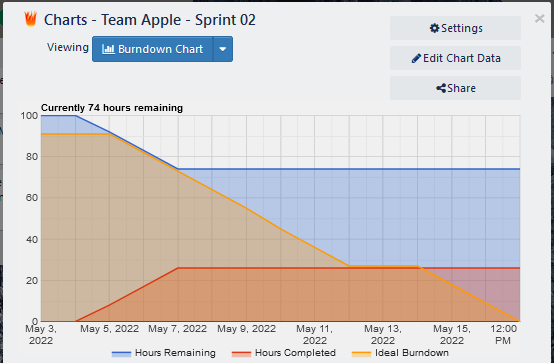 Charts - Team Apple - Sprint 02
×
Viewing
Burndown Chart
Settings
Edit Chart Data
Share
Currently 74 hours remaining
100
80
60
40
20
0
May 3, 2022
May 5, 2022
May 7, 2022
May 9, 2022
May 11, 2022
May 13, 2022
May 15, 2022
12:00 PM
Hours Remaining
Hours Completed
Ideal Burndown